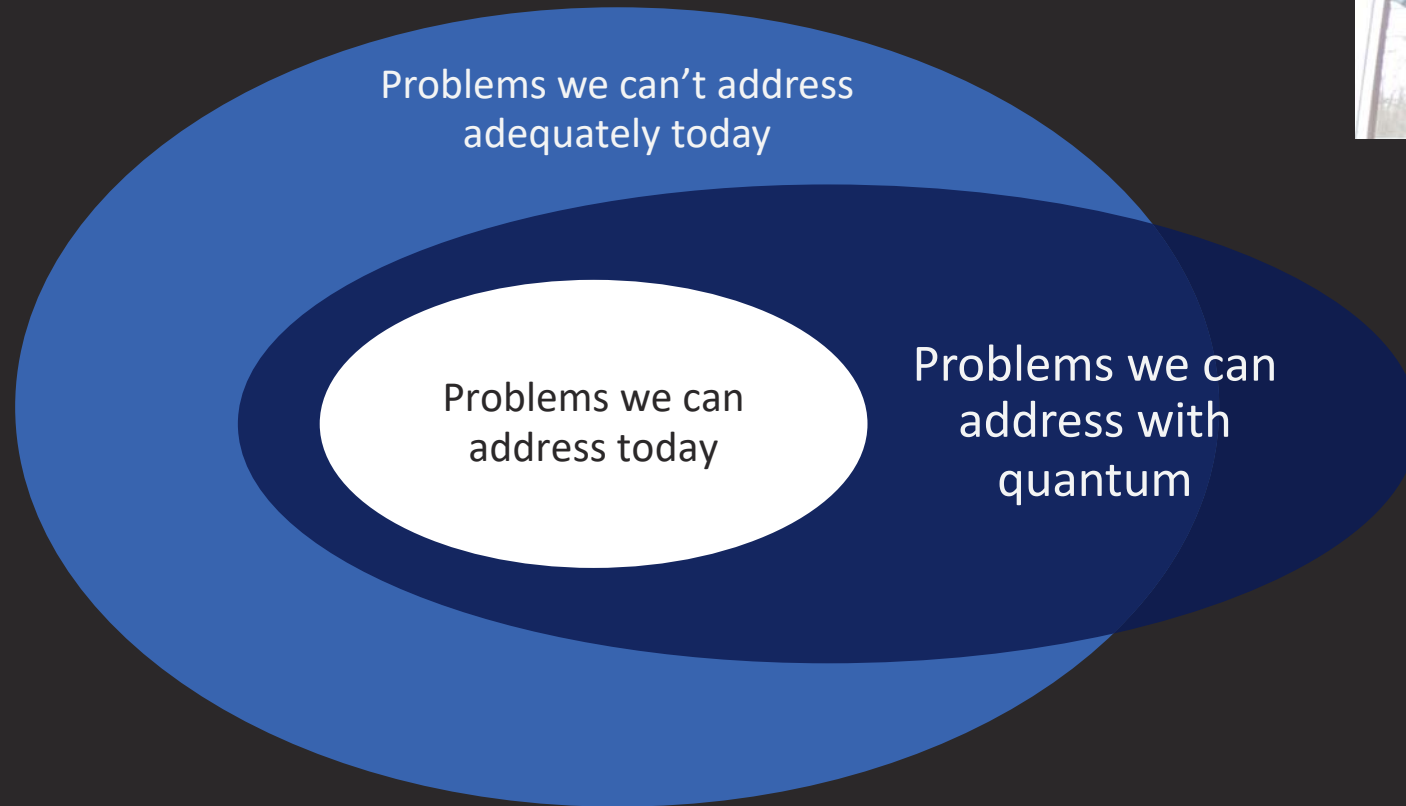 Problems we can’t address
adequately today
Problems we can
address today
Problems we can
address with
quantum